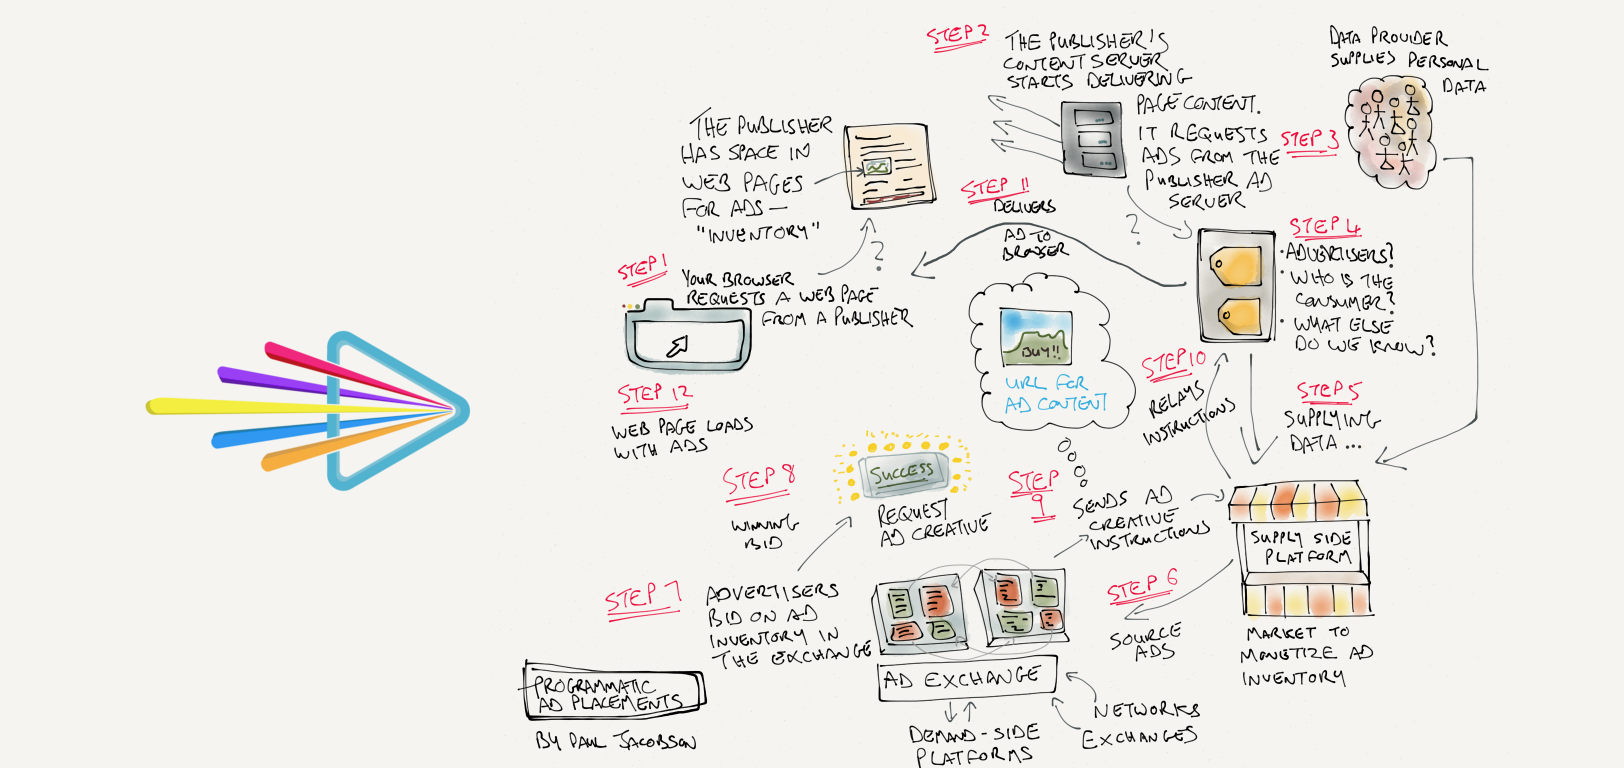 STEP 2
THE PUBLISHER'S
CONTENT SERVER
STARTS DELIVERING
PAGE CONTENT.
IT REQUESTS
ADS FROM THE
PUBLISHER AD
SERVER
DATA PROVIDER
SUPPLIES PERSONAL
DATA
STEP 3
THE PUBLISHER
HAS SPACE IN
WEB PAGES
FOR ADS —
"INVENTORY"
STEP 11
DELIVERS
AD TO
BROWSER
?
?
STEP 4
• ADVERTISERS?
• WHO IS THE
CONSUMER?
• WHAT ELSE
DO WE KNOW?
STEP 1
YOUR BROWSER
REQUESTS A WEB PAGE
FROM A PUBLISHER
BUY!!
URL FOR
AD CONTENT
STEP 10
RELAYS
INSTRUCTIONS
STEP 5
SUPPLYING
DATA ...
STEP 12
WEB PAGE LOADS
WITH ADS
STEP 8
WINNING
BID
SUCCESS
REQUEST
AD CREATIVE
STEP
9
SENDS AD
CREATIVE
INSTRUCTIONS
SUPPLY SIDE
PLATFORM
STEP 7
ADVERTISERS
BID ON AD
INVENTORY IN
THE EXCHANGE
STEP 6
SOURCE
ADS
MARKET TO
MONETIZE AD
INVENTORY
AD EXCHANGE
PROGRAMMATIC
AD PLACEMENTS
BY PAUL JACOBSON
DEMAND-SIDE
PLATFORMS
NETWORKS
EXCHANGES